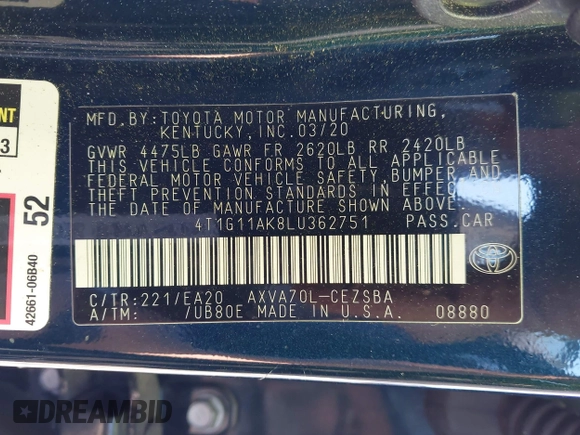 MFD.BY:TOYOTA MOTOR MANUFACTURING,
KENTUCKY, INC.03/20
GVWR 4475LB GAWR FR 2620LB RR 2420LB
THIS VEHICLE CONFORMS TO ALL APPLICABLE
FEDERAL MOTOR VEHICLE SAFETY, BUMPER AND
THEFT PREVENTION STANDARDS IN EFFECT ON
THE DATE OF MANUFACTURE SHOWN ABOVE.
4T1G11AK8LU362751 PASS.CAR
C/TR:221/EA20 AXVA70L-CEZSBA
A/TM: /UB80E MADE IN U.S.A. 08880
3
52
42661-06B40
DREAMBID